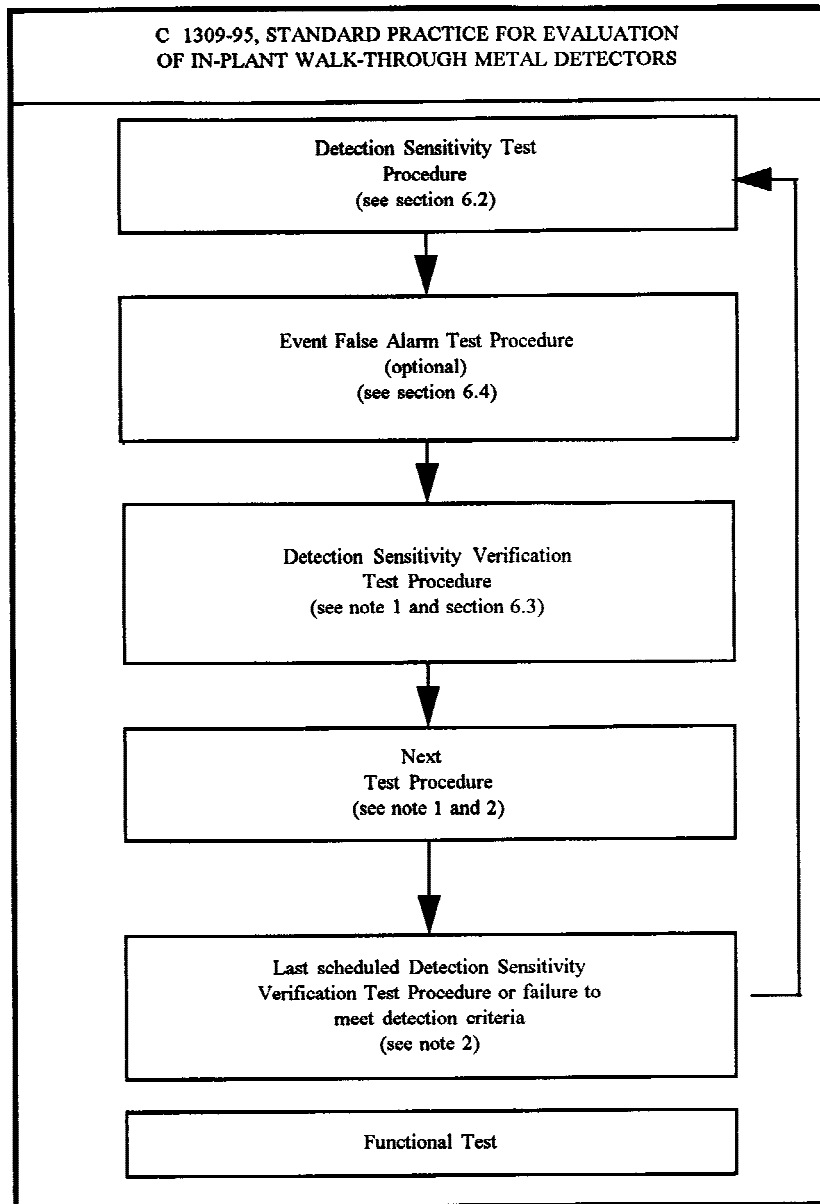 C 1309-95, STANDARD PRACTICE FOR EVALUATION
OF IN-PLANT WALK-THROUGH METAL DETECTORS
Detection Sensitivity Test
Procedure
(see section 6.2)
Event False Alarm Test Procedure
(optional)
(see section 6.4)
Detection Sensitivity Verification
Test Procedure
(see note 1 and section 6.3)
Next
Test Procedure
(see note 1 and 2)
Last scheduled Detection Sensitivity
Verification Test Procedure or failure to
meet detection criteria
(see note 2)
Functional Test